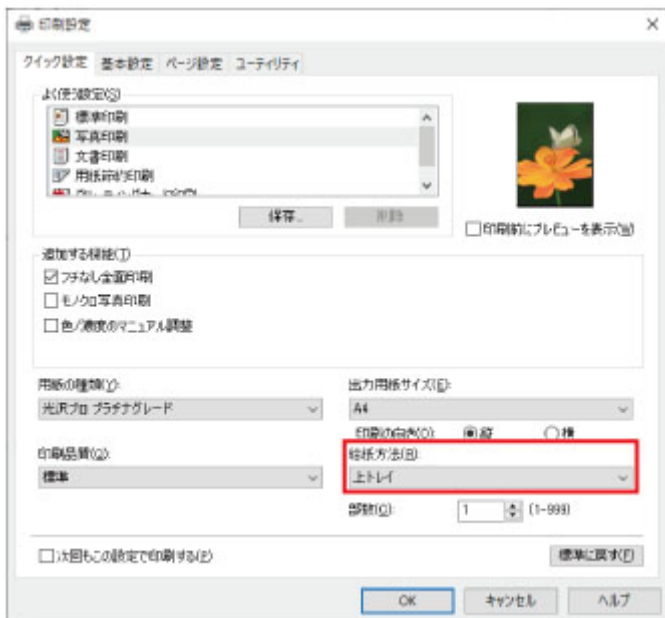 印刷設定
クイック設定 基本設定 ページ設定 ユーティリティ
よく使う設定(S)
標準印刷
写真印刷
文書印刷
用紙節約印刷
保存... 削除
印刷前にプレビューを表示(W)
追加する機能(T)
フチなし全面印刷
モノクロ写真印刷
色/濃度のマニュアル調整
用紙の種類(Y):
光沢プロ プラチナグレード
出力用紙サイズ(E):
A4
印刷の向き(O): 縦 横
印刷品質(Q):
標準
給紙方法(R):
上トレイ
部数(C): 1 (1-999)
次回もこの設定で印刷する(P)
標準に戻す(F)
OK キャンセル ヘルプ